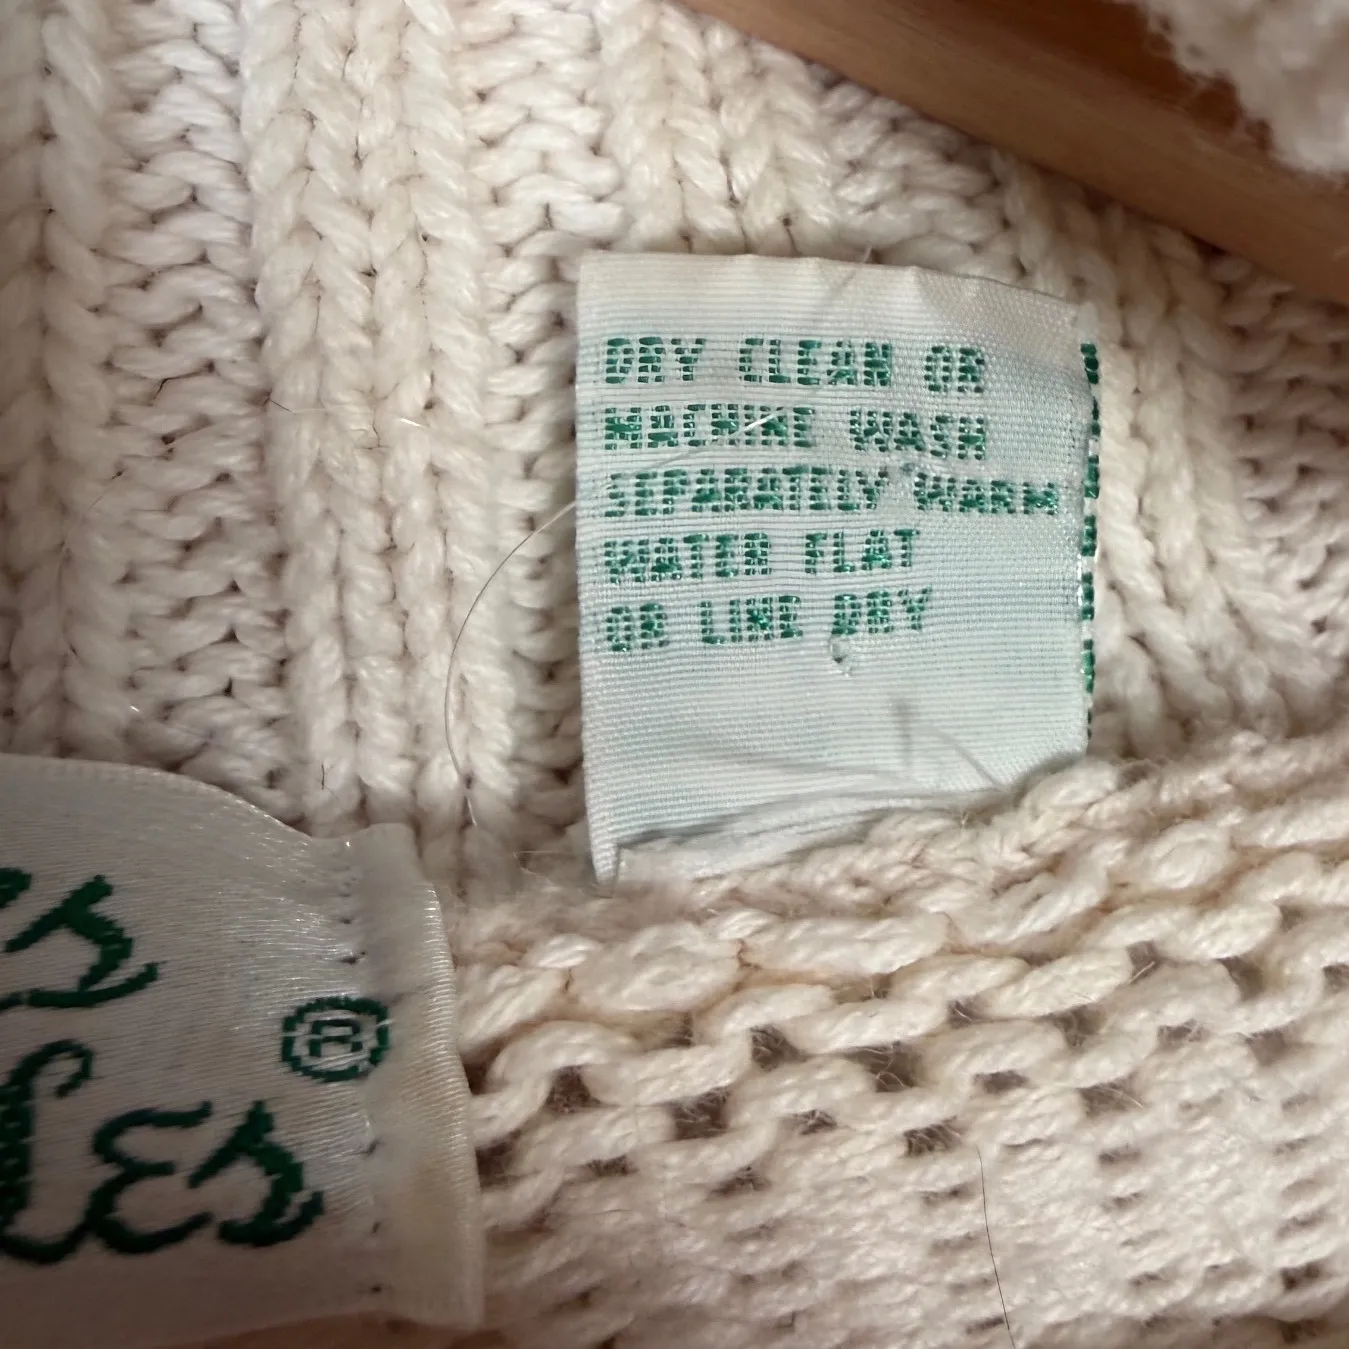 DRY CLEAN OR
MACHINE WASH
SEPARATELY WARM
WATER FLAT
OR LINE DRY
®